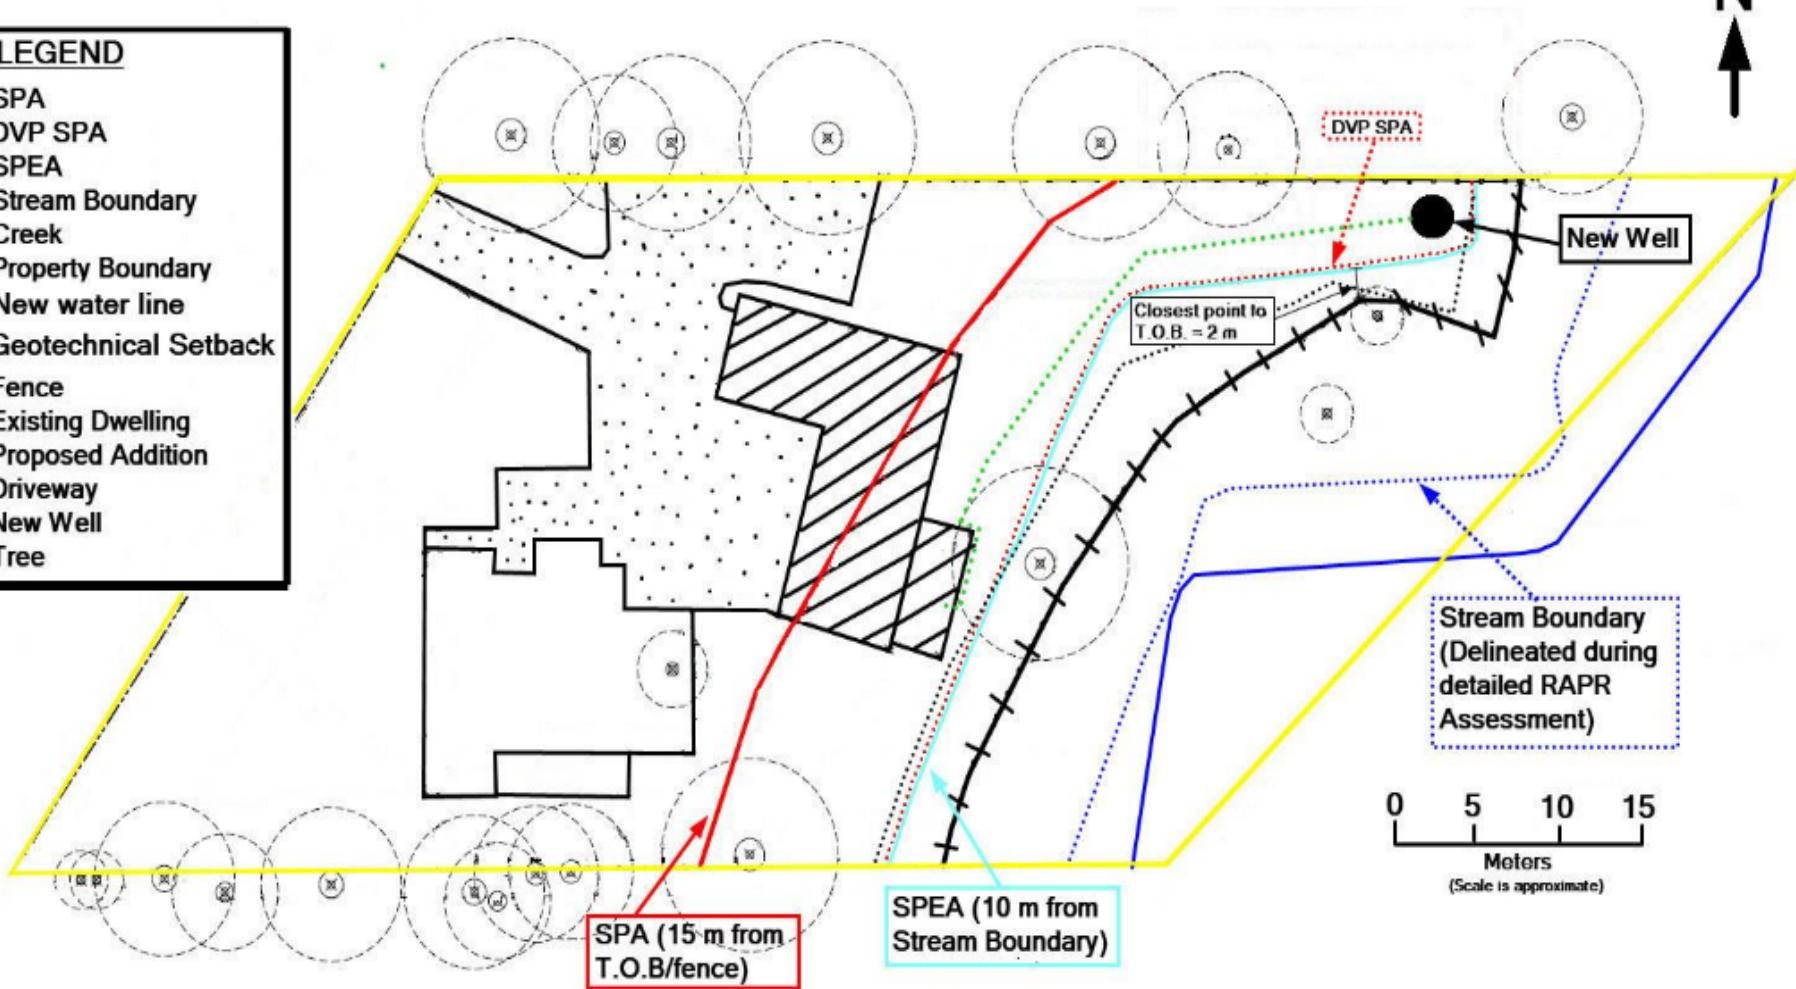 N
LEGEND
SPA
DVP SPA
SPEA
Stream Boundary
Creek
Property Boundary
New water line
Geotechnical Setback
Fence
Existing Dwelling
Proposed Addition
Driveway
New Well
Tree
DVP SPA
New Well
Closest point to
T.O.B. = 2 m
Stream Boundary
(Delineated during
detailed RAPR
Assessment)
0 5 10 15
Meters
(Scale is approximate)
SPEA (10 m from
Stream Boundary)
SPA (15 m from
T.O.B/fence)